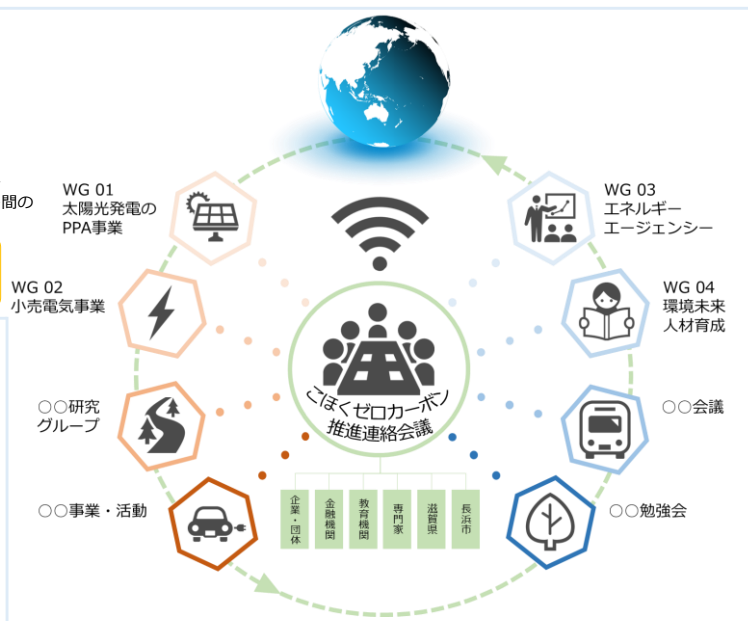 間の
WG 01
太陽光発電の
PPA事業
WG 02
小売電気事業
○○研究
グループ
○○事業・活動
WG 03
エネルギー
エージェンシー
WG 04
環境未来
人材育成
○○会議
○○勉強会
こほくゼロカーボン
推進連絡会議
企業・団体
金融機関
教育機関
専門家
滋賀県
長浜市